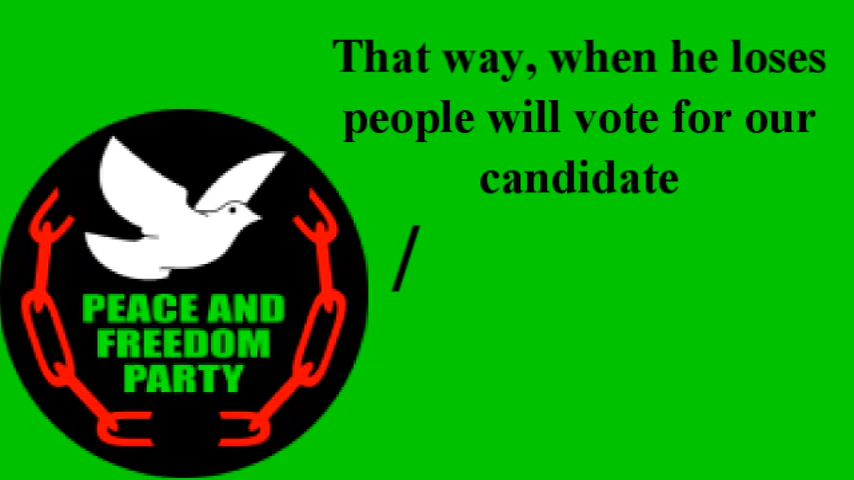 That way, when he loses
people will vote for our
candidate
/
PEACE AND
FREEDOM
PARTY